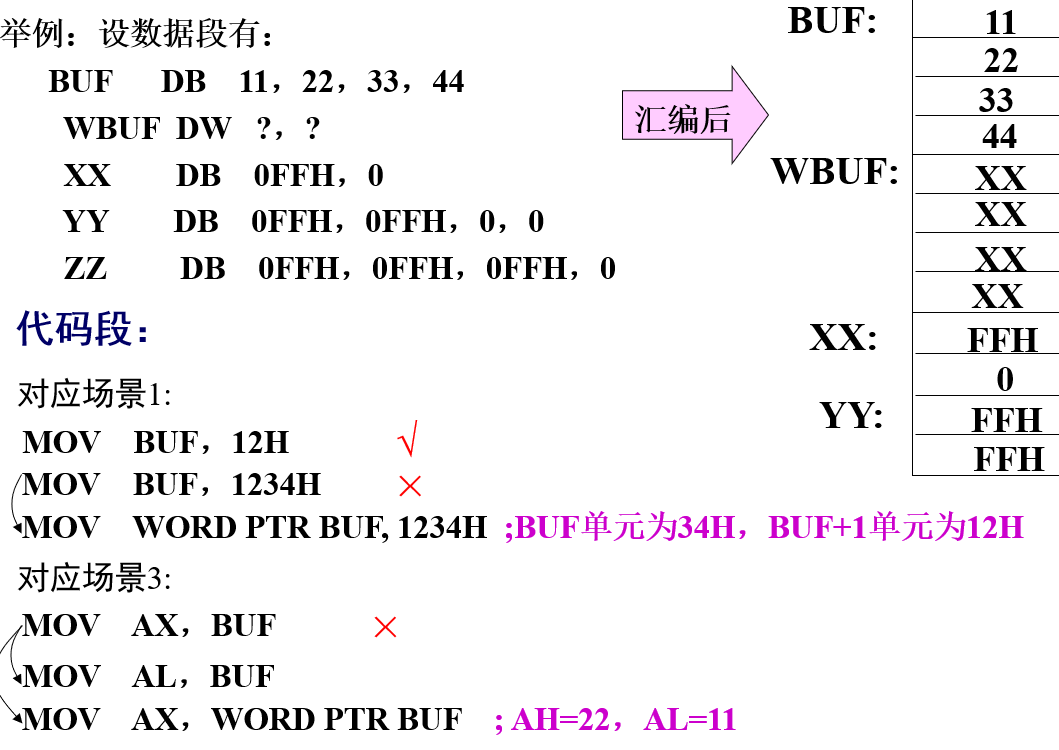 举例：设数据段有：
BUF DB 11，22，33，44
WBUF DW ?，?
XX DB 0FFH，0
YY DB 0FFH，0FFH，0，0
ZZ DB 0FFH，0FFH，0FFH，0
汇编后
BUF: 11
22
33
44
WBUF: XX
XX
XX
XX
XX: FFH
0
YY: FFH
FFH
代码段：
对应场景1:
MOV BUF，12H √
MOV BUF，1234H ×
MOV WORD PTR BUF, 1234H ;BUF单元为34H，BUF+1单元为12H
对应场景3:
MOV AX，BUF ×
MOV AL，BUF
MOV AX，WORD PTR BUF ; AH=22，AL=11